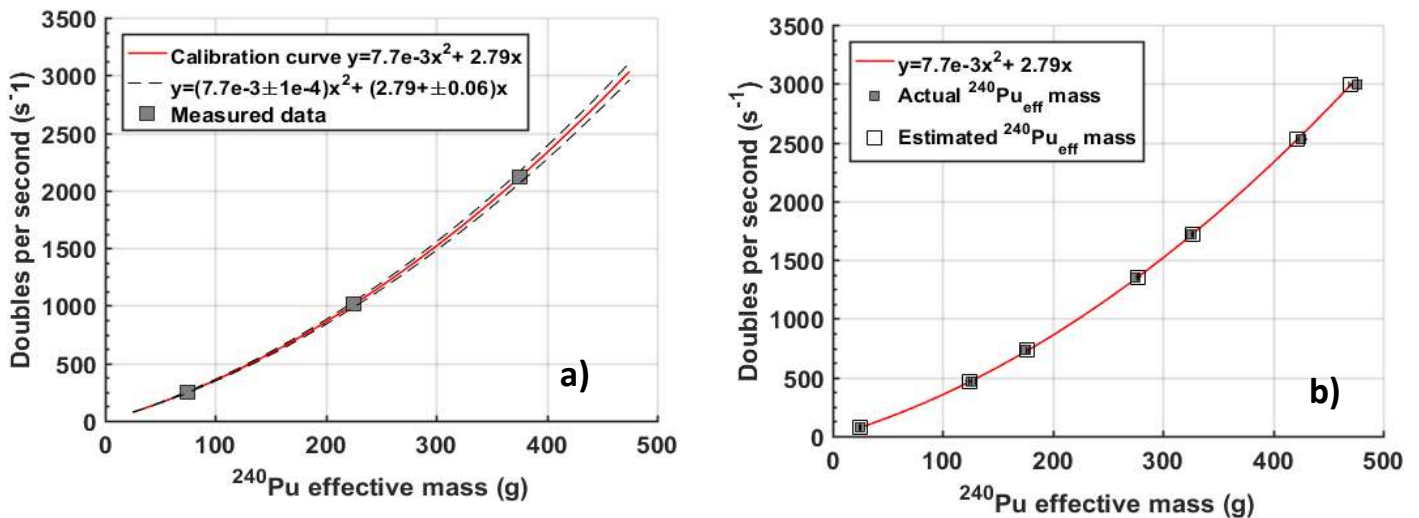 3500
3000
2500
2000
1500
1000
500
0
Doubles per second (s⁻1)
Calibration curve y=7.7e-3x²+ 2.79x
y=(7.7e-3±1e-4)x²+ (2.79+±0.06)x
Measured data
a)
0 100 200 300 400 500
²⁴⁰Pu effective mass (g)
3500
3000
2500
2000
1500
1000
500
0
Doubles per second (s⁻¹)
y=7.7e-3x²+ 2.79x
Actual ²⁴⁰Pu_eff mass
Estimated ²⁴⁰Pu_eff mass
b)
0 100 200 300 400 500
²⁴⁰Pu effective mass (g)